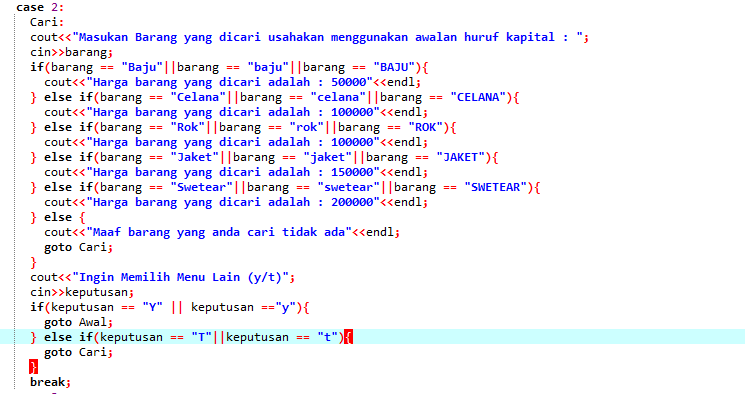 case 2:
Cari:
cout<<"Masukan Barang yang dicari usahakan menggunakan awalan huruf kapital : ";
cin>>barang;
if(barang == "Baju"||barang == "baju"||barang == "BAJU"){
cout<<"Harga barang yang dicari adalah : 50000"<<endl;
} else if(barang == "Celana"||barang == "celana"||barang == "CELANA"){
cout<<"Harga barang yang dicari adalah : 100000"<<endl;
} else if(barang == "Rok"||barang == "rok"||barang == "ROK"){
cout<<"Harga barang yang dicari adalah : 100000"<<endl;
} else if(barang == "Jaket"||barang == "jaket"||barang == "JAKET"){
cout<<"Harga barang yang dicari adalah : 150000"<<endl;
} else if(barang == "Swetear"||barang == "swetear"||barang == "SWETEAR"){
cout<<"Harga barang yang dicari adalah : 200000"<<endl;
} else {
cout<<"Maaf barang yang anda cari tidak ada"<<endl;
goto Cari;
}
cout<<"Ingin Memilih Menu Lain (y/t)";
cin>>keputusan;
if(keputusan == "Y" || keputusan =="y"){
goto Awal;
} else if(keputusan == "T"||keputusan == "t"){
goto Cari;
}
break;